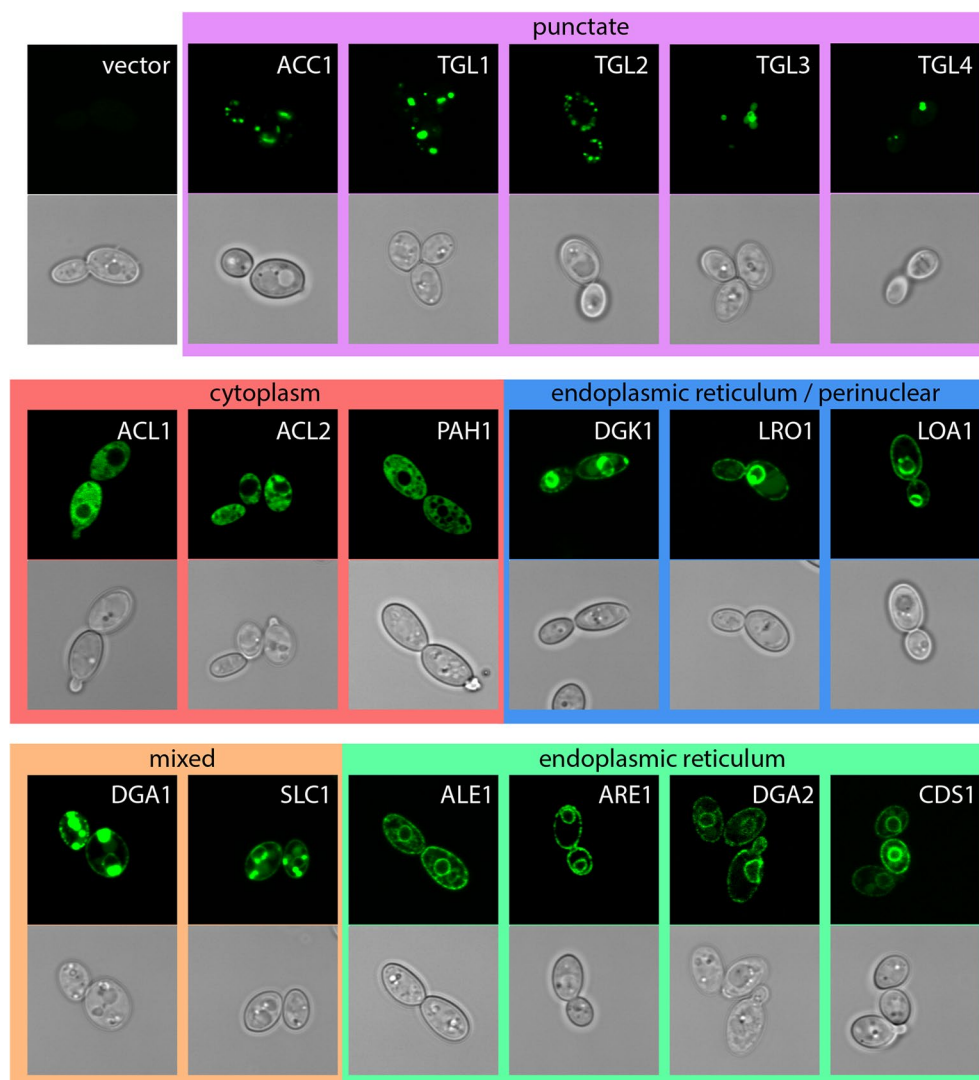 punctate
vector ACC1 TGL1 TGL2 TGL3 TGL4
cytoplasm endoplasmic reticulum / perinuclear
ACL1 ACL2 PAH1 DGK1 LRO1 LOA1
mixed endoplasmic reticulum
DGA1 SLC1 ALE1 ARE1 DGA2 CDS1